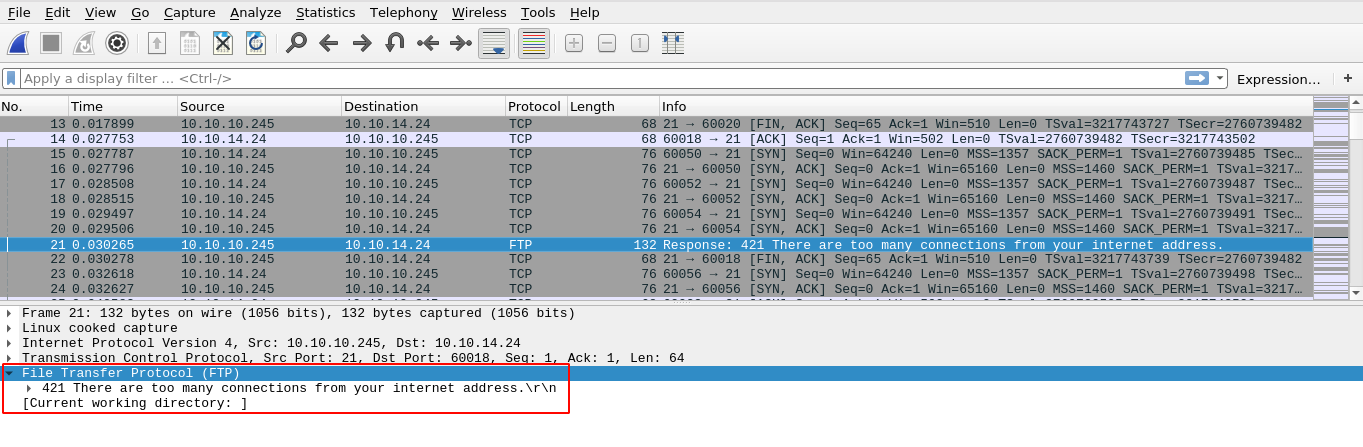 File Edit View Go Capture Analyze Statistics Telephony Wireless Tools Help
Apply a display filter ... <Ctrl-/> Expression... +
No. Time Source Destination Protocol Length Info
13 0.017899 10.10.10.245 10.10.14.24 TCP 68 21 → 60020 [FIN, ACK] Seq=65 Ack=1 Win=510 Len=0 TSval=3217743727 TSecr=2760739482
14 0.027753 10.10.14.24 10.10.10.245 TCP 68 60018 → 21 [ACK] Seq=1 Ack=1 Win=502 Len=0 TSval=2760739482 TSecr=3217743502
15 0.027787 10.10.14.24 10.10.10.245 TCP 76 60050 → 21 [SYN] Seq=0 Win=64240 Len=0 MSS=1357 SACK_PERM=1 TSval=2760739485 TSec...
16 0.027796 10.10.10.245 10.10.14.24 TCP 76 21 → 60050 [SYN, ACK] Seq=0 Ack=1 Win=65160 Len=0 MSS=1460 SACK_PERM=1 TSval=3217...
17 0.028508 10.10.14.24 10.10.10.245 TCP 76 60052 → 21 [SYN] Seq=0 Win=64240 Len=0 MSS=1357 SACK_PERM=1 TSval=2760739487 TSec...
18 0.028515 10.10.10.245 10.10.14.24 TCP 76 21 → 60052 [SYN, ACK] Seq=0 Ack=1 Win=65160 Len=0 MSS=1460 SACK_PERM=1 TSval=3217...
19 0.029497 10.10.14.24 10.10.10.245 TCP 76 60054 → 21 [SYN] Seq=0 Win=64240 Len=0 MSS=1357 SACK_PERM=1 TSval=2760739491 TSec...
20 0.029506 10.10.10.245 10.10.14.24 TCP 76 21 → 60054 [SYN, ACK] Seq=0 Ack=1 Win=65160 Len=0 MSS=1460 SACK_PERM=1 TSval=3217...
21 0.030265 10.10.10.245 10.10.14.24 FTP 132 Response: 421 There are too many connections from your internet address.
22 0.030278 10.10.10.245 10.10.14.24 TCP 68 21 → 60018 [FIN, ACK] Seq=65 Ack=1 Win=510 Len=0 TSval=3217743739 TSecr=2760739482
23 0.032618 10.10.14.24 10.10.10.245 TCP 76 60056 → 21 [SYN] Seq=0 Win=64240 Len=0 MSS=1357 SACK_PERM=1 TSval=2760739498 TSec...
24 0.032627 10.10.10.245 10.10.14.24 TCP 76 21 → 60056 [SYN, ACK] Seq=0 Ack=1 Win=65160 Len=0 MSS=1460 SACK_PERM=1 TSval=3217...
Frame 21: 132 bytes on wire (1056 bits), 132 bytes captured (1056 bits)
Linux cooked capture
Internet Protocol Version 4, Src: 10.10.10.245, Dst: 10.10.14.24
Transmission Control Protocol, Src Port: 21, Dst Port: 60018, Seq: 1, Ack: 1, Len: 64
File Transfer Protocol (FTP)
421 There are too many connections from your internet address.\r\n
[Current working directory: ]